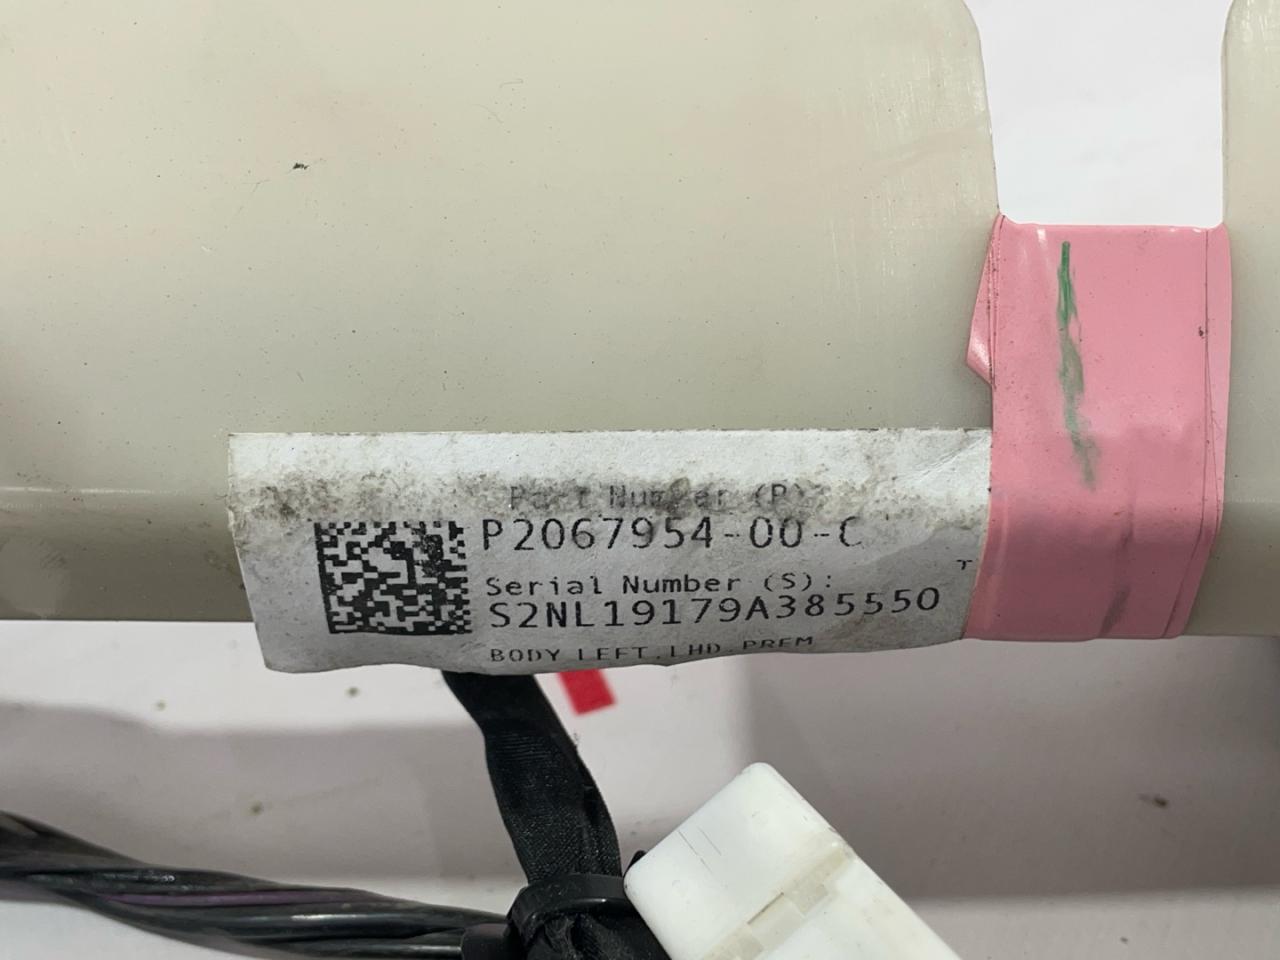 Part Number (P):
P2067954-00-C
Serial Number (S):
S2NL19179A385550
BODY LEFT, LHD, PREM